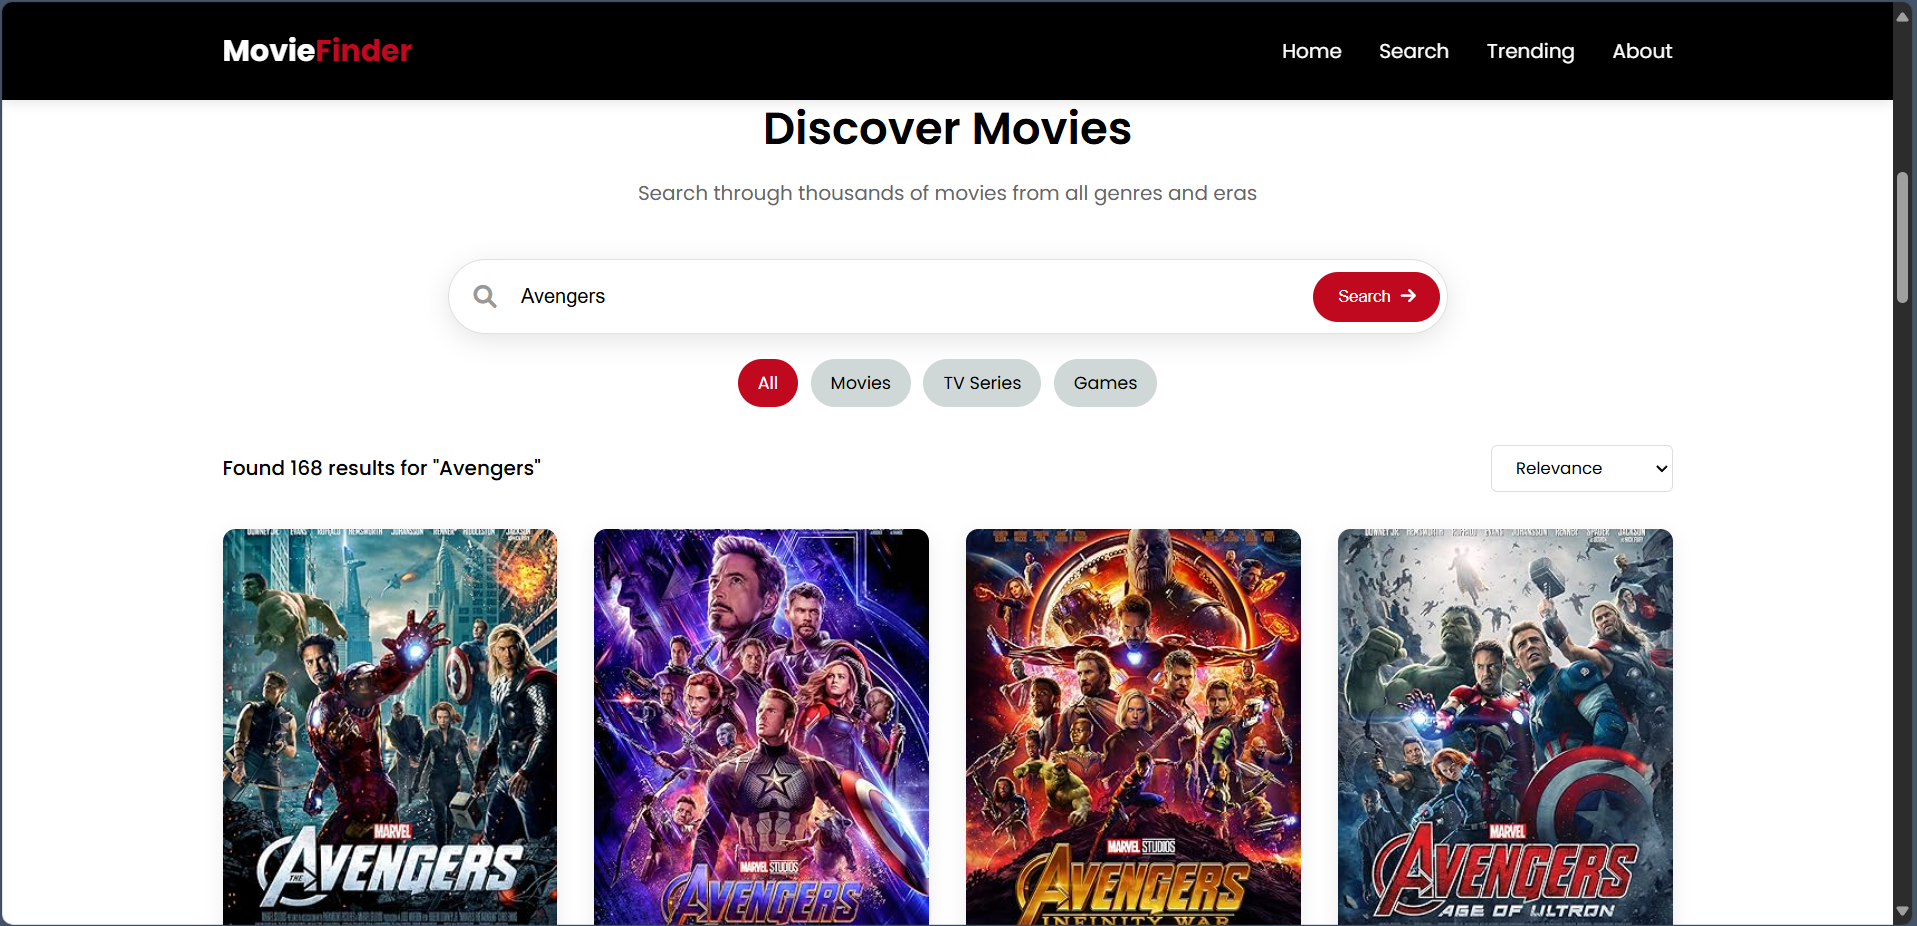 MovieFinder
Home Search Trending About
Discover Movies
Search through thousands of movies from all genres and eras
Avengers
Search
All Movies TV Series Games
Found 168 results for "Avengers"
Relevance
MARVEL
THE AVENGERS
MARVEL STUDIOS
AVENGERS
MARVEL STUDIOS
AVENGERS
INFINITY WAR
MARVEL
AVENGERS
AGE OF ULTRON